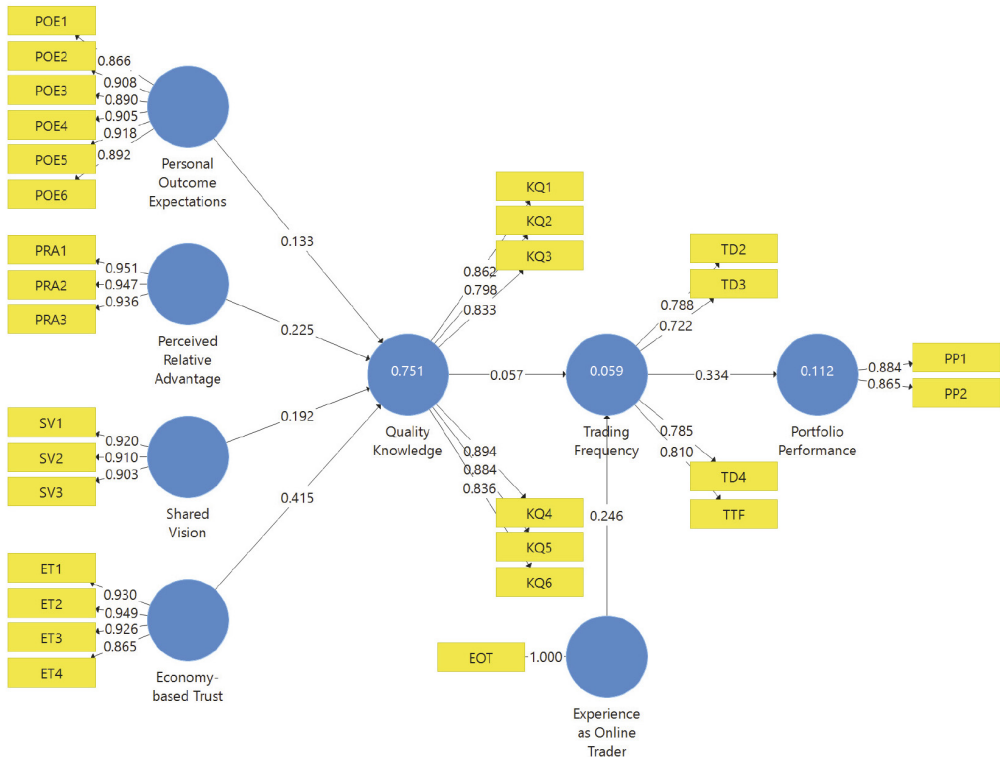 POE1
POE2
POE3
POE4
POE5
POE6
0.866
0.908
0.890
0.905
0.918
0.892
Personal
Outcome
Expectations
0.133
PRA1
PRA2
PRA3
0.951
0.947
0.936
Perceived
Relative
Advantage
0.225
SV1
SV2
SV3
0.920
0.910
0.903
Shared
Vision
0.192
ET1
ET2
ET3
ET4
0.930
0.949
0.926
0.865
Economy-
based Trust
0.415
KQ1
KQ2
KQ3
0.862
0.798
0.833
0.751
Quality
Knowledge
0.894
0.884
0.836
KQ4
KQ5
KQ6
0.057
TD2
TD3
0.788
0.722
0.059
Trading
Frequency
0.785
0.810
TD4
TTF
0.334
0.112
Portfolio
Performance
0.884
0.865
PP1
PP2
0.246
EOT
1.000
Experience
as Online
Trader